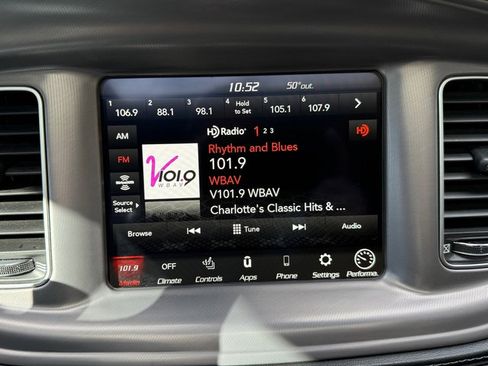 10:52 50°out.
1 2 3 4 5 6
106.9 88.1 98.1 Hold to Set 105.1 107.9
AM
HD Radio 1 2 3
HD
FM
Rhythm and Blues
101.9
V101.9
WBAV
SiriusXM
WBAV
V101.9 WBAV
Source Select
Charlotte's Classic Hits & ...
Browse Tune Audio
101.9 OFF
Media Climate Controls Apps Phone Settings Performa.